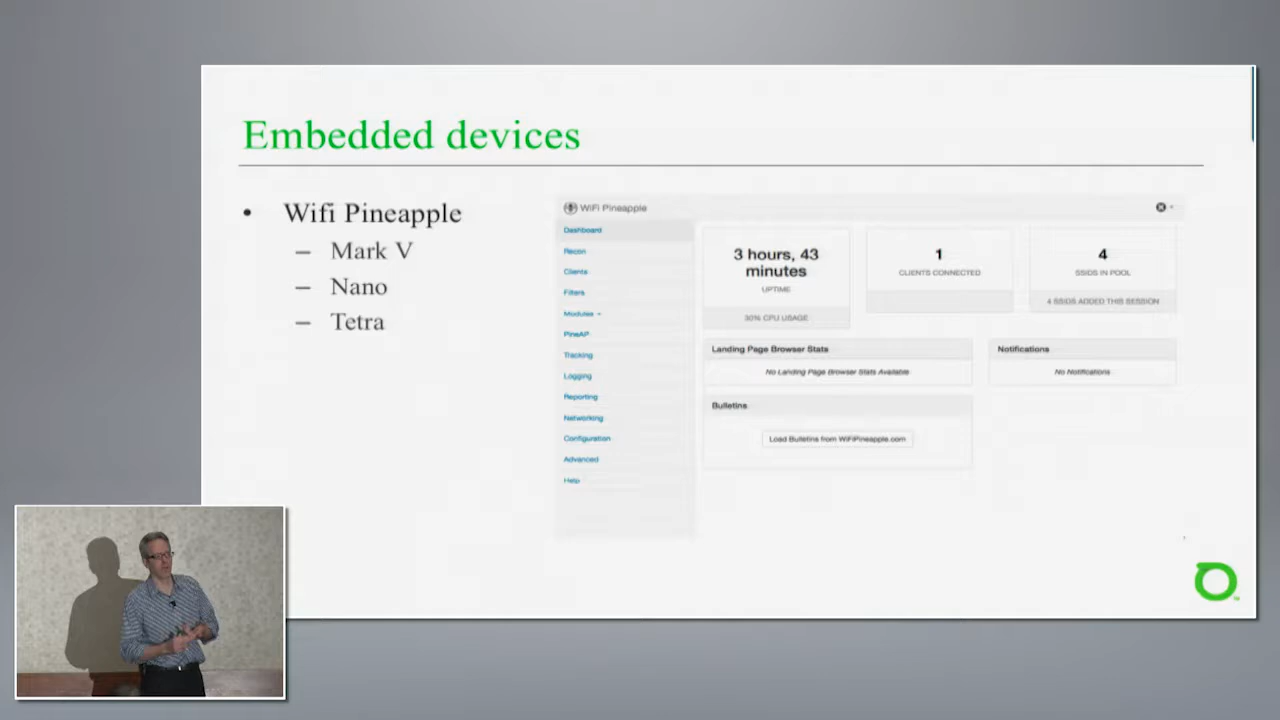 Embedded devices
• Wifi Pineapple
– Mark V
– Nano
– Tetra
WiFi Pineapple
Dashboard
Recon
Clients
Filters
Modules
PineAP
Tracking
Logging
Reporting
Networking
Configuration
Advanced
Help
3 hours, 43
minutes
UPTIME
30% CPU USAGE
1
CLIENTS CONNECTED
4
SSIDS IN POOL
4 SSIDS ADDED THIS SESSION
Landing Page Browser Stats
No Landing Page Browser Stats Available
Notifications
No Notifications
Bulletins
Load Bulletins from WiFiPineapple.com